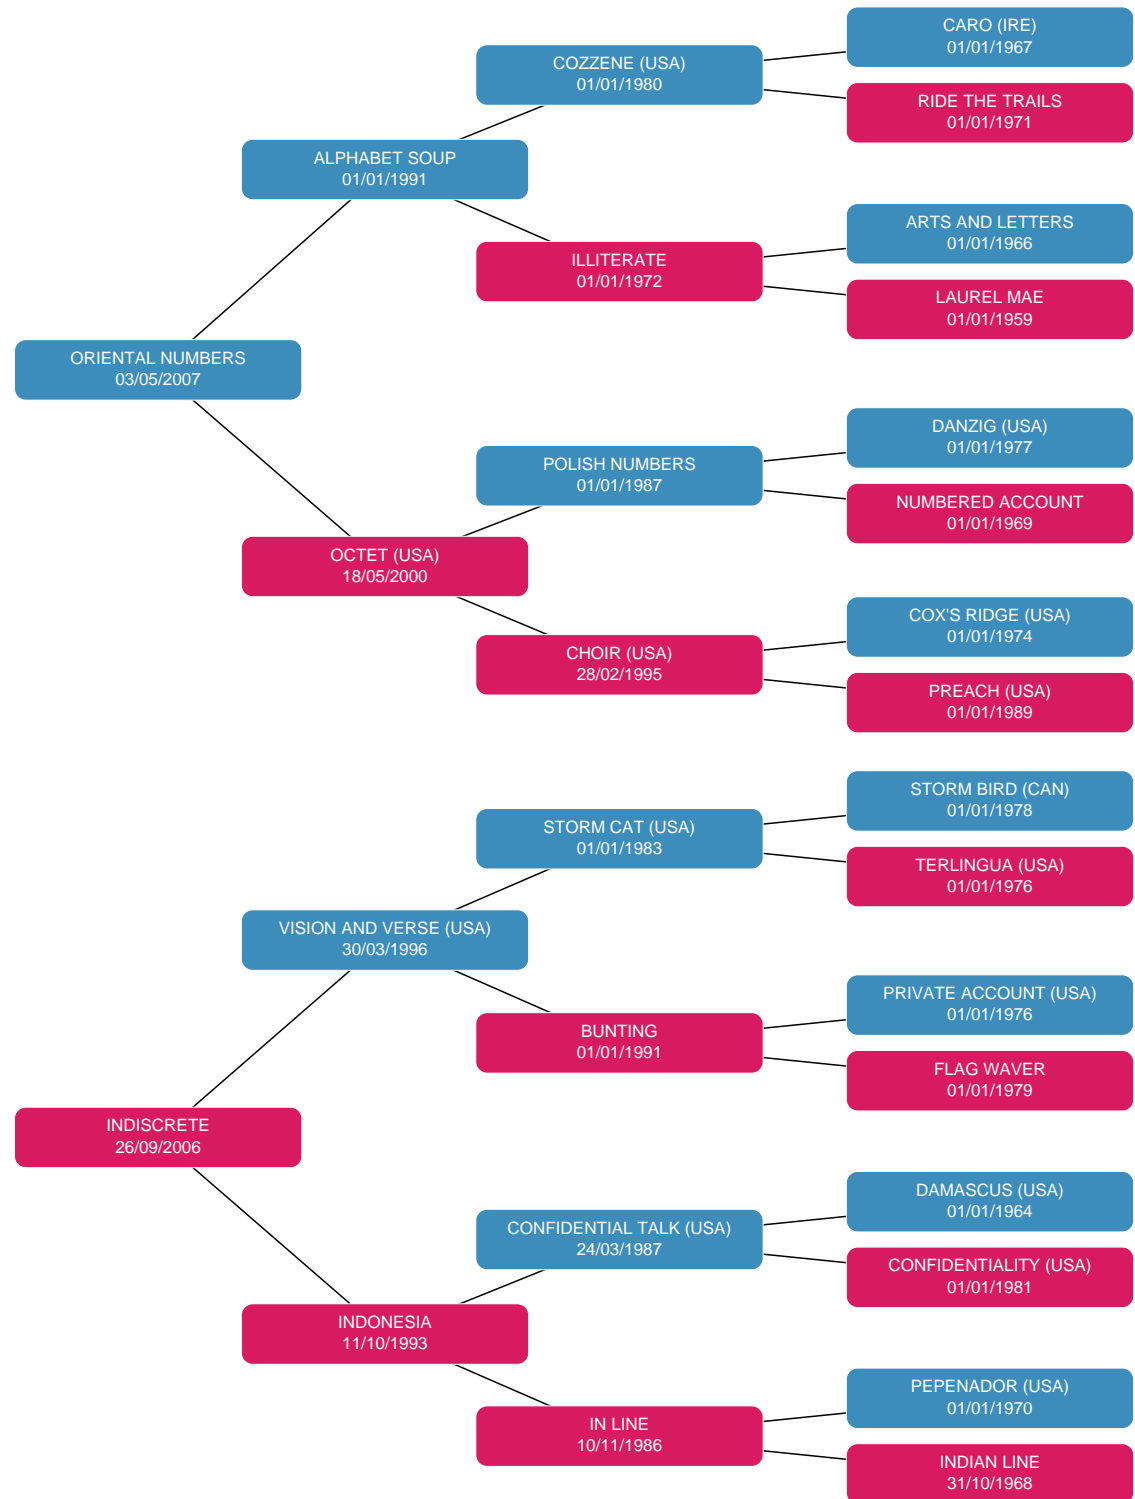 CARO (IRE)
01/01/1967
COZZENE (USA)
01/01/1980
RIDE THE TRAILS
01/01/1971
ALPHABET SOUP
01/01/1991
ARTS AND LETTERS
01/01/1966
ILLITERATE
01/01/1972
LAUREL MAE
01/01/1959
ORIENTAL NUMBERS
03/05/2007
DANZIG (USA)
01/01/1977
POLISH NUMBERS
01/01/1987
NUMBERED ACCOUNT
01/01/1969
OCTET (USA)
18/05/2000
COX'S RIDGE (USA)
01/01/1974
CHOIR (USA)
28/02/1995
PREACH (USA)
01/01/1989
STORM BIRD (CAN)
01/01/1978
STORM CAT (USA)
01/01/1983
TERLINGUA (USA)
01/01/1976
VISION AND VERSE (USA)
30/03/1996
PRIVATE ACCOUNT (USA)
01/01/1976
BUNTING
01/01/1991
FLAG WAVER
01/01/1979
INDISCRETE
26/09/2006
DAMASCUS (USA)
01/01/1964
CONFIDENTIAL TALK (USA)
24/03/1987
CONFIDENTIALITY (USA)
01/01/1981
INDONESIA
11/10/1993
PEPENADOR (USA)
01/01/1970
IN LINE
10/11/1986
INDIAN LINE
31/10/1968